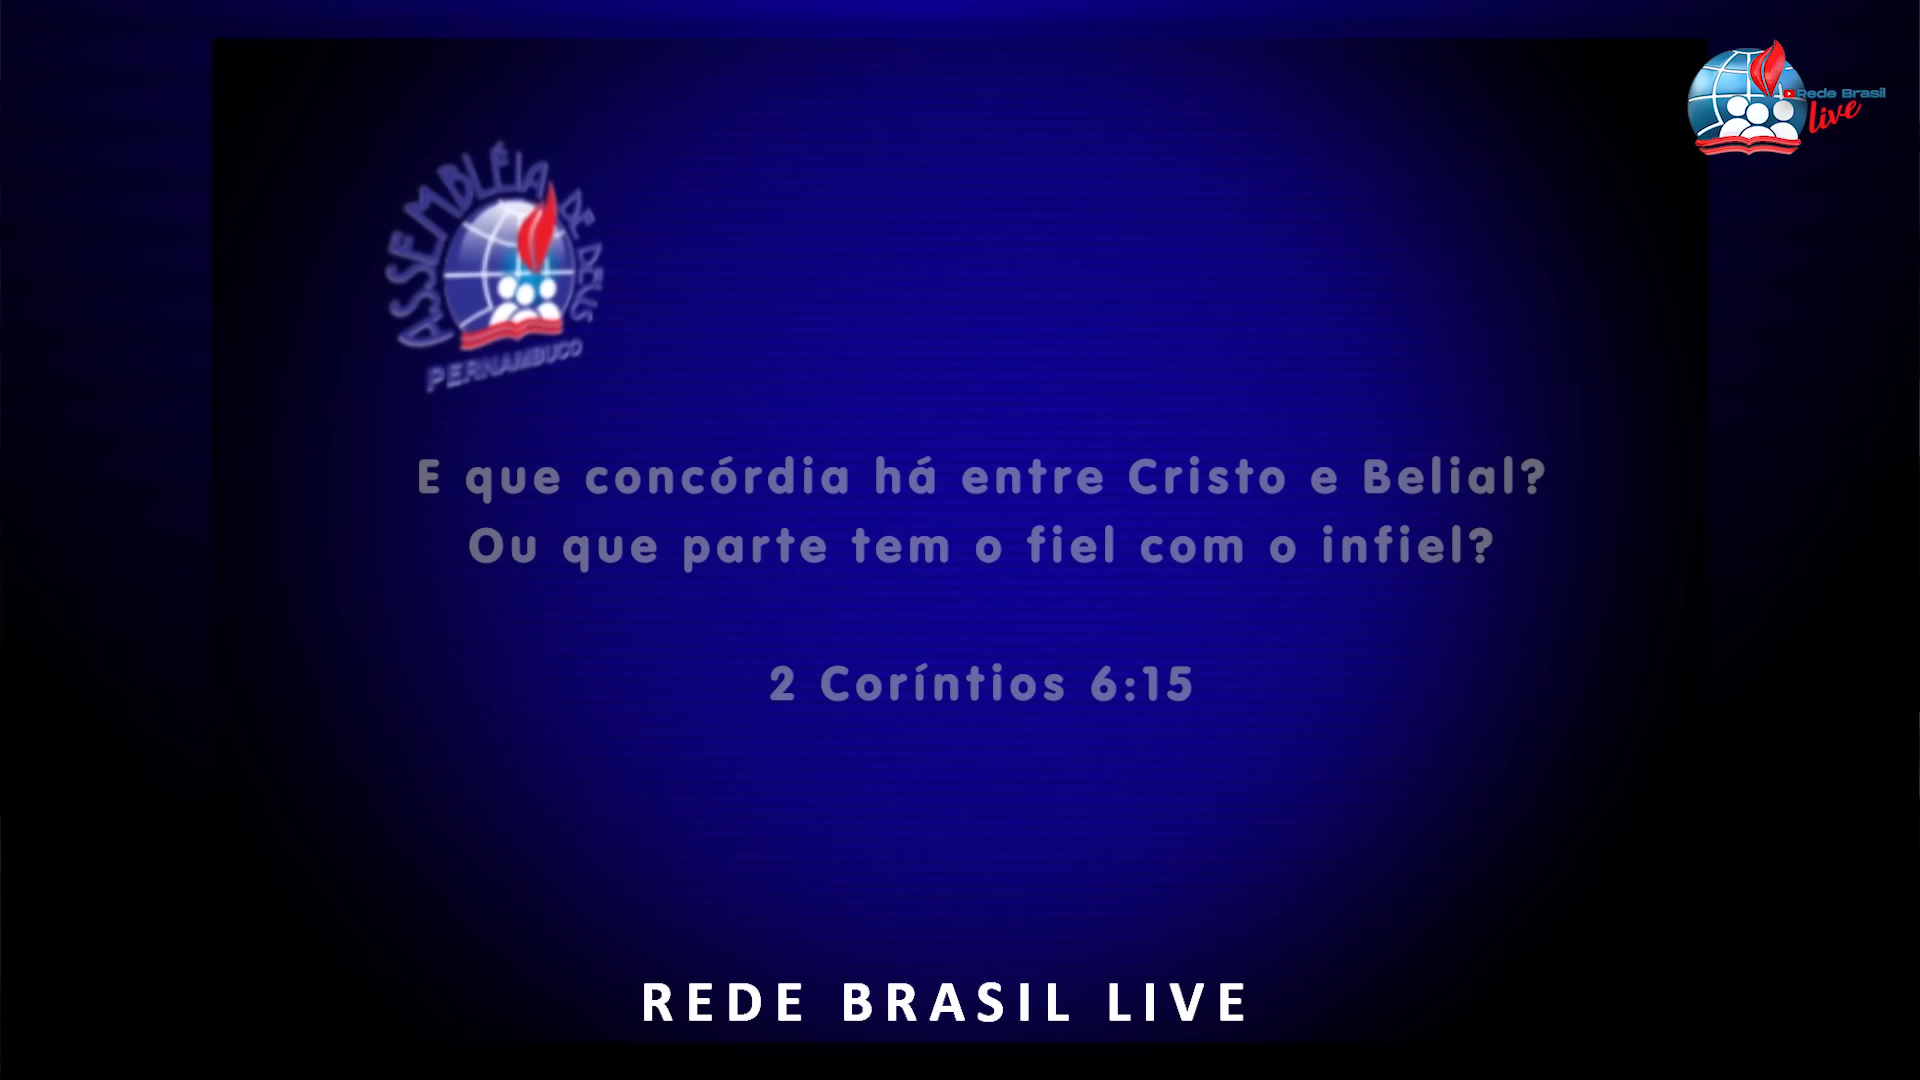 Rede Brasil
live
ASSEMBLÉIA DE DEUS
PERNAMBUCO
E que concórdia há entre Cristo e Belial?
Ou que parte tem o fiel com o infiel?
2 Coríntios 6:15
REDE BRASIL LIVE